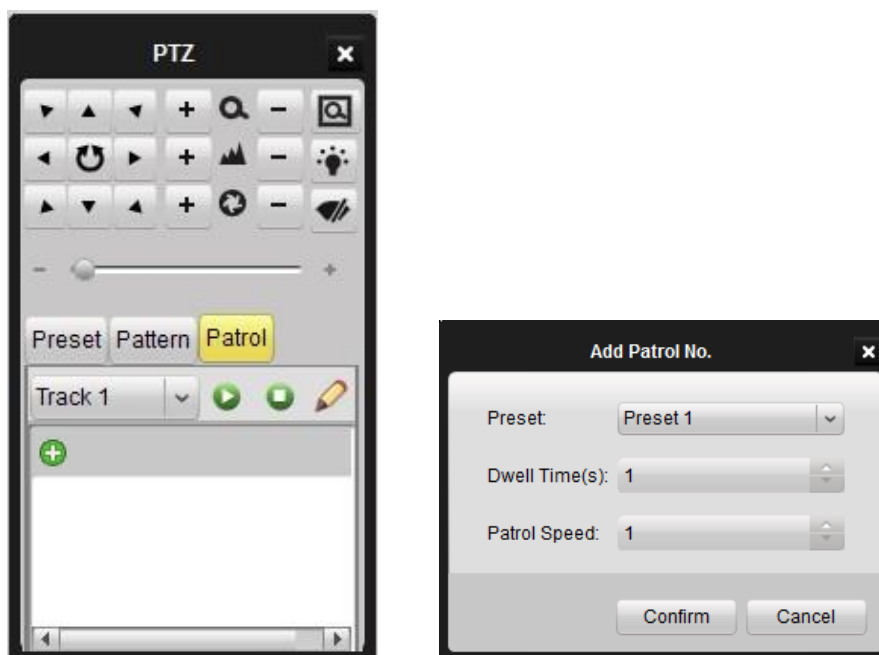 PTZ
Preset Pattern Patrol
Track 1
Add Patrol No.
Preset: Preset 1
Dwell Time(s): 1
Patrol Speed: 1
Confirm Cancel